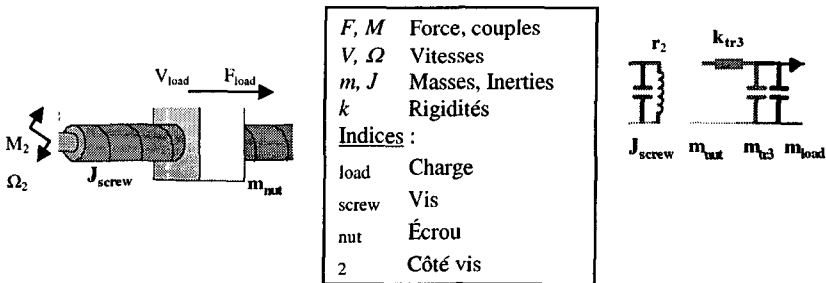 V_load F_load
M_2
Ω_2
J_screw
m_nut
F, M Force, couples
V, Ω Vitesses
m, J Masses, Inerties
k Rigidités
Indices :
load Charge
screw Vis
nut Écrou
2 Côté vis
r_2 k_tr3
J_screw m_nut m_tr3 m_load